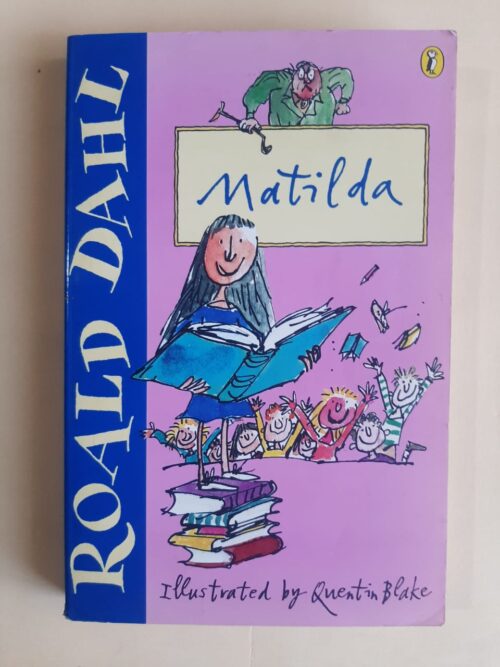 ROALD DAHL
Matilda
Illustrated by Quentin Blake